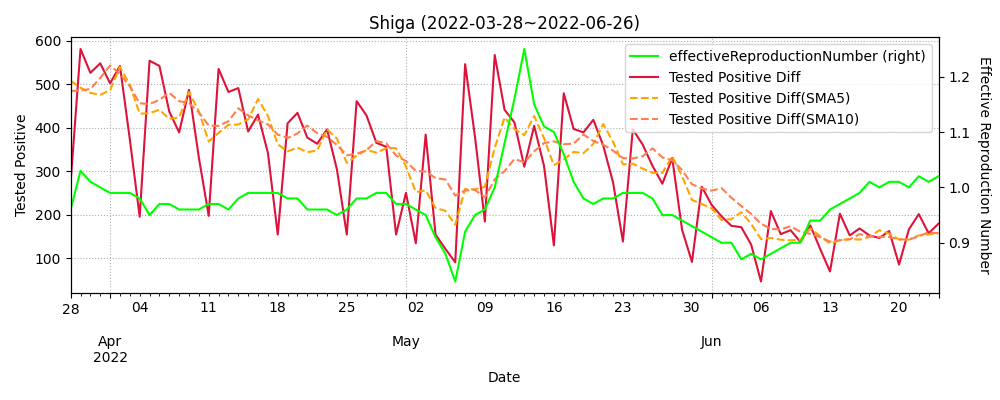 Shiga (2022-03-28~2022-06-26)
effectiveReproductionNumber (right)
Tested Positive Diff
Tested Positive Diff(SMA5)
Tested Positive Diff(SMA10)
Tested Positive
600
500
400
300
200
100
Effective Reproduction Number
1.2
1.1
1.0
0.9
28 04 11 18 25 02 09 16 23 30 06 13 20
Apr May Jun
2022
Date